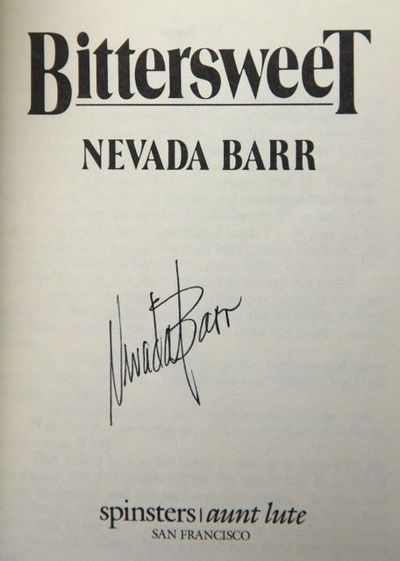 BittersweeT
NEVADA BARR
Nevada Barr
spinsters | aunt lute
SAN FRANCISCO